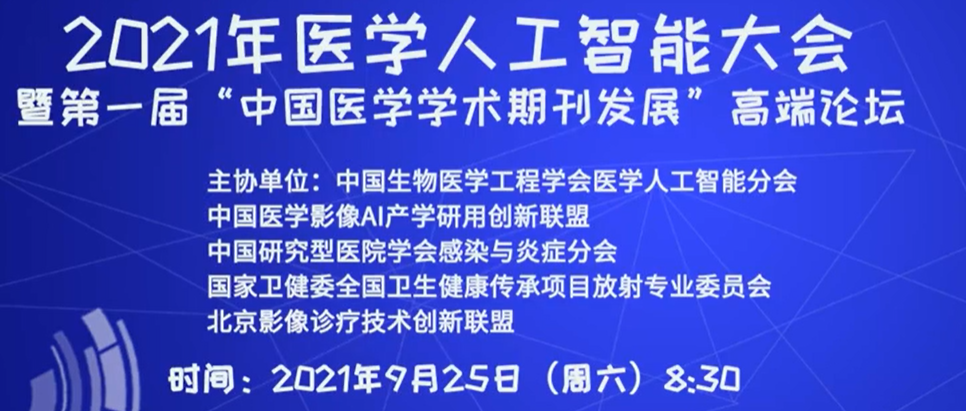 2021年医学人工智能大会
暨第一届“中国医学学术期刊发展”高端论坛
主协单位：中国生物医学工程学会医学人工智能分会
中国医学影像AI产学研用创新联盟
中国研究型医院学会感染与炎症分会
国家卫健委全国卫生健康传承项目放射专业委员会
北京影像诊疗技术创新联盟
时间：2021年9月25日（周六）8:30